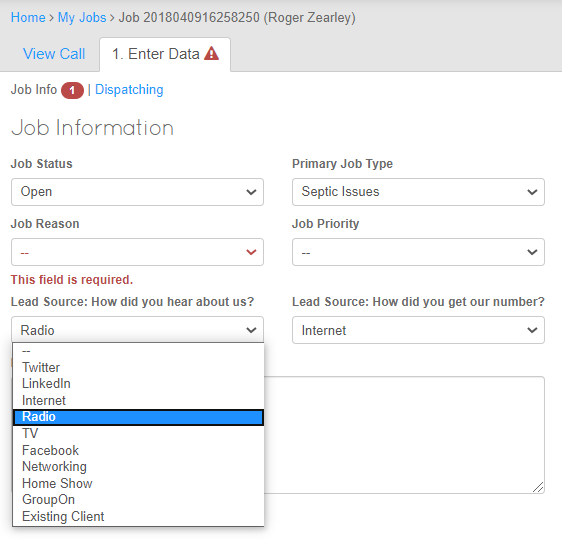 Home > My Jobs > Job 2018040916258250 (Roger Zearley)
View Call
1. Enter Data
Job Info 1 | Dispatching
Job Information
Job Status
Primary Job Type
Open
Septic Issues
Job Reason
Job Priority
--
--
This field is required.
Lead Source: How did you hear about us?
Lead Source: How did you get our number?
Radio
Internet
--
Twitter
LinkedIn
Internet
Radio
TV
Facebook
Networking
Home Show
GroupOn
Existing Client